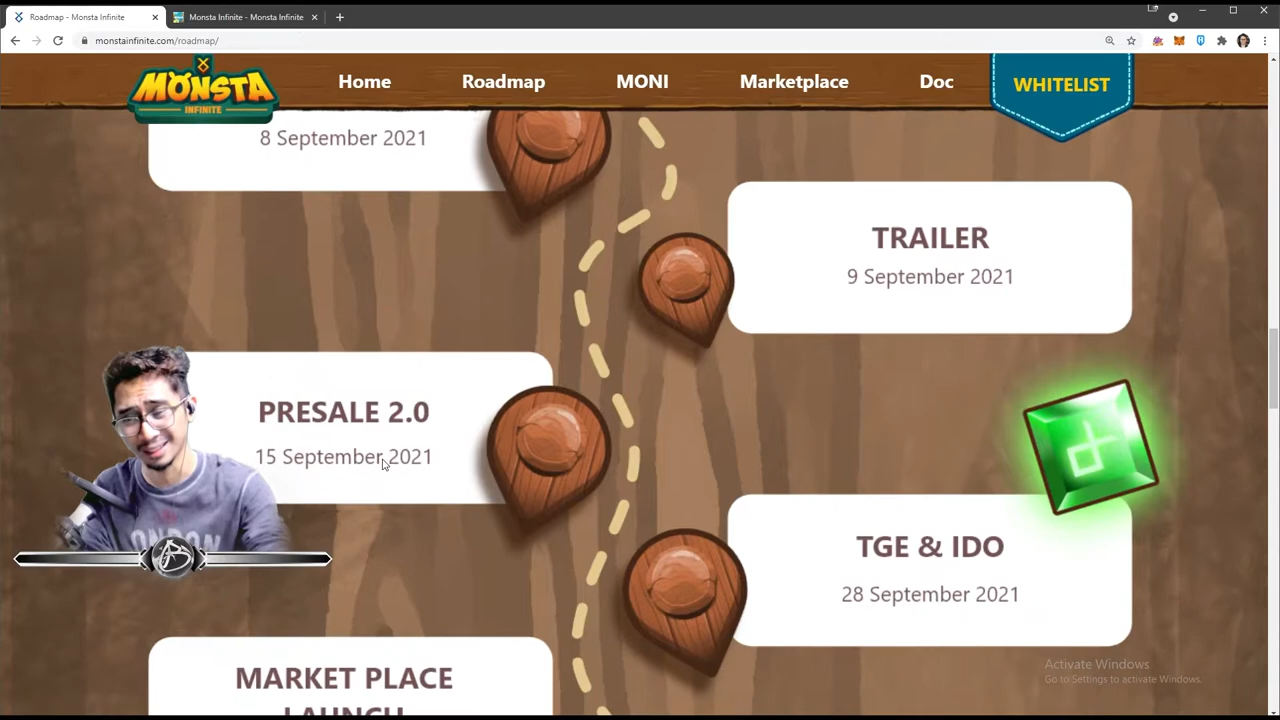 Roadmap - Monsta Infinite
Monsta Infinite - Monsta Infinite
monstainfinite.com/roadmap/
MONSTA
INFINITE
Home
Roadmap
MONI
Marketplace
Doc
WHITELIST
8 September 2021
TRAILER
9 September 2021
PRESALE 2.0
15 September 2021
LONDON
TGE & IDO
28 September 2021
MARKET PLACE
LAUNCH
Activate Windows
Go to Settings to activate Windows.